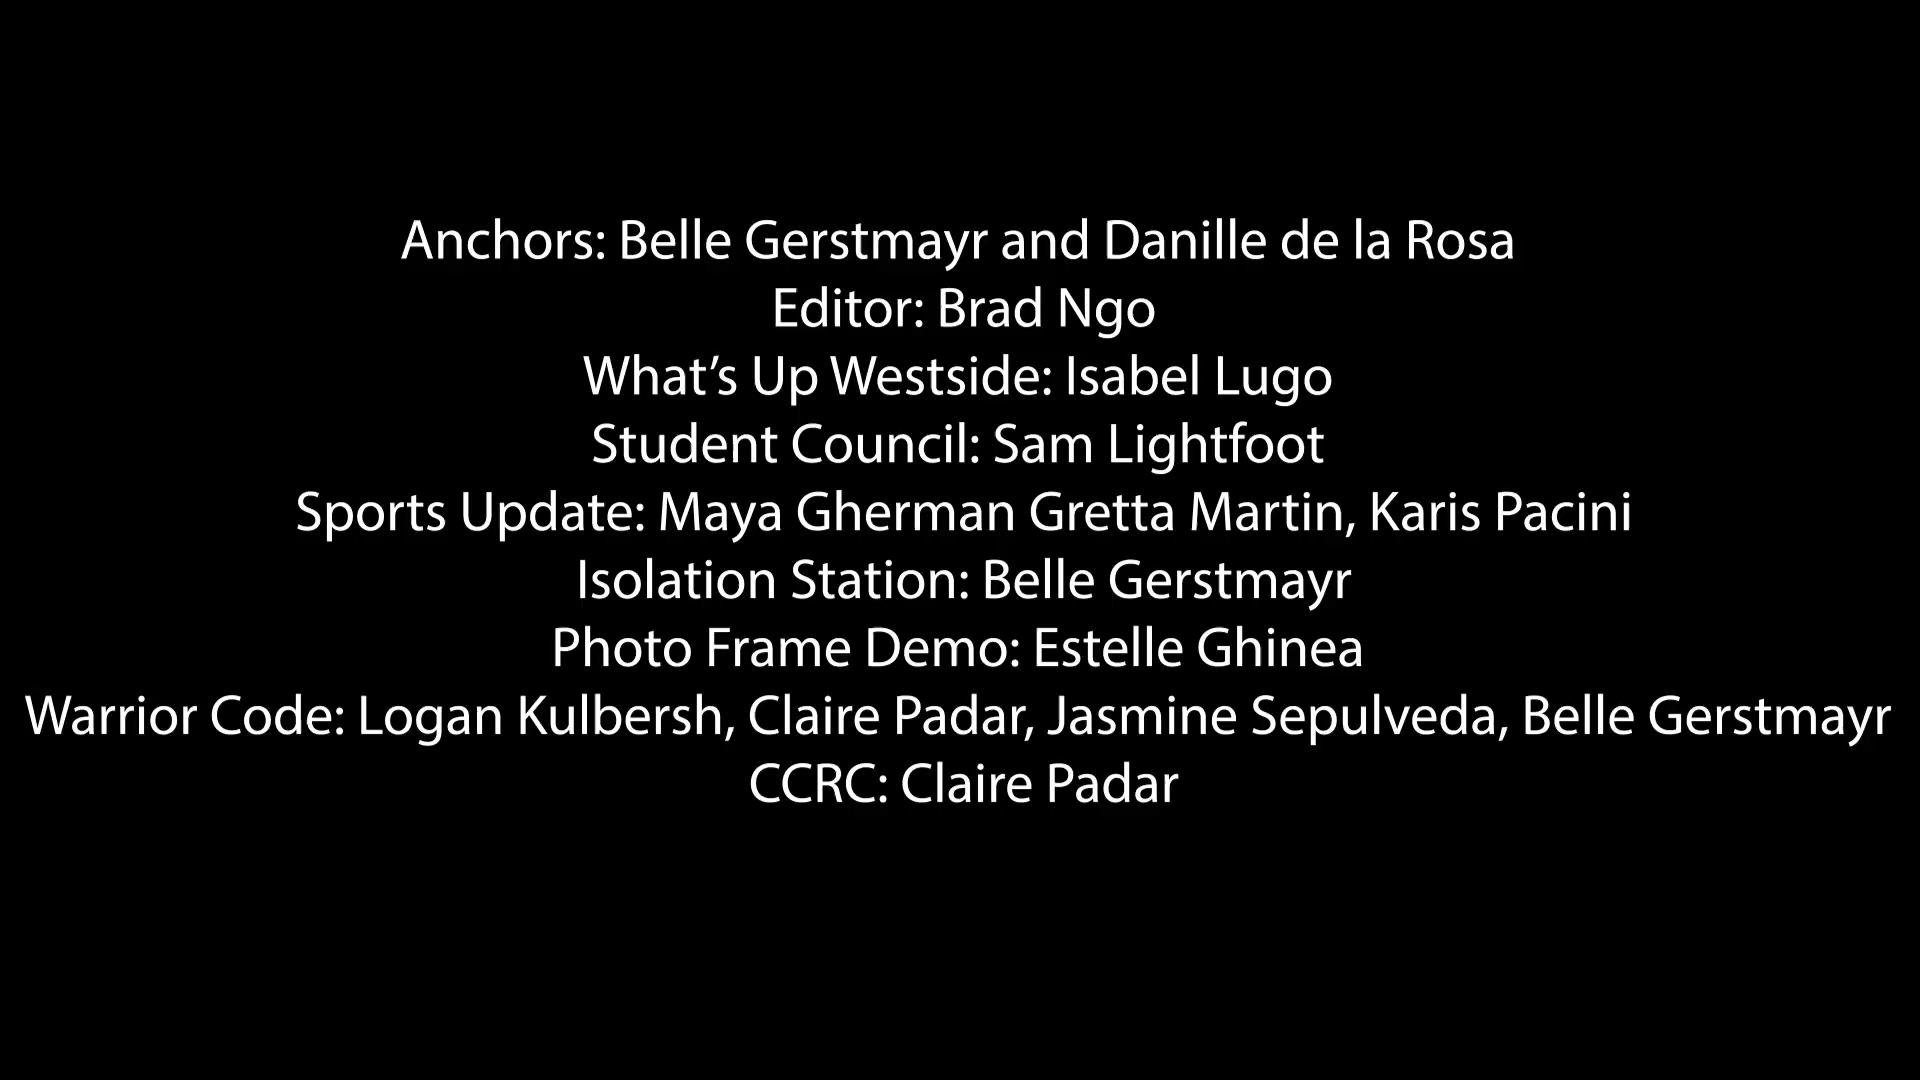 Anchors: Belle Gerstmayr and Danille de la Rosa
Editor: Brad Ngo
What’s Up Westside: Isabel Lugo
Student Council: Sam Lightfoot
Sports Update: Maya Gherman Gretta Martin, Karis Pacini
Isolation Station: Belle Gerstmayr
Photo Frame Demo: Estelle Ghinea
Warrior Code: Logan Kulbersh, Claire Padar, Jasmine Sepulveda, Belle Gerstmayr
CCRC: Claire Padar